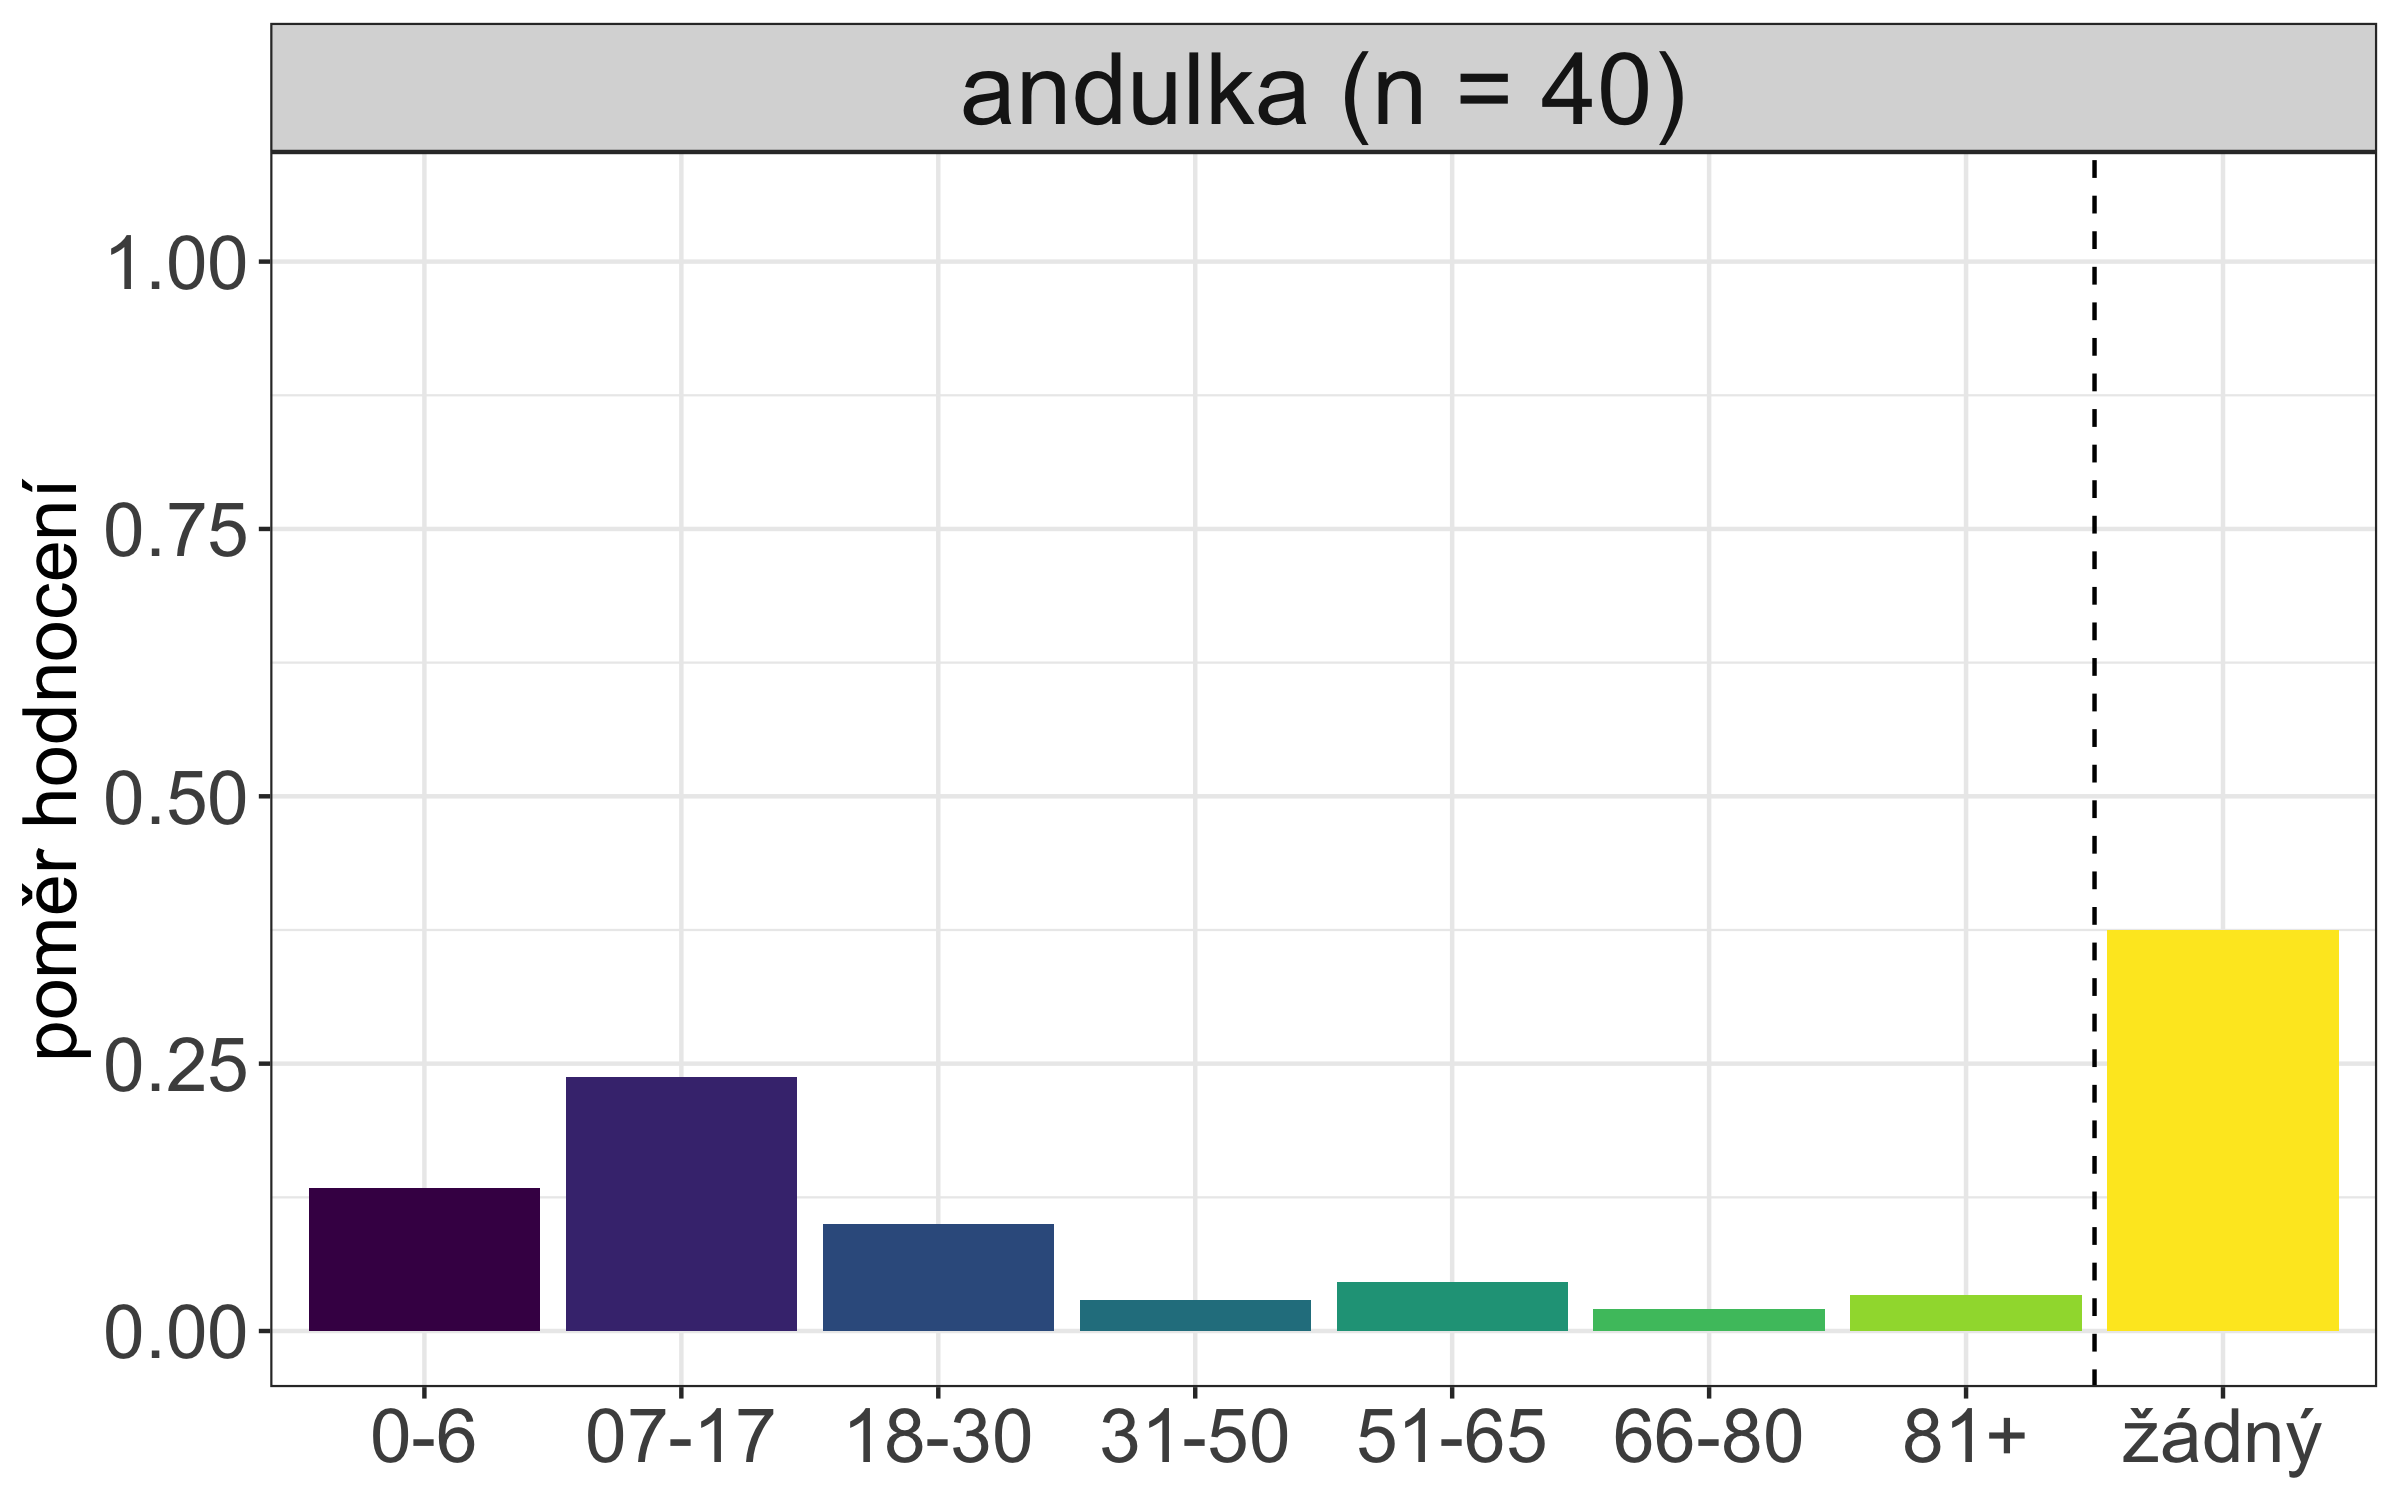 andulka (n = 40)
poměr hodnocení
1.00
0.75
0.50
0.25
0.00
0-6 07-17 18-30 31-50 51-65 66-80 81+ žádný